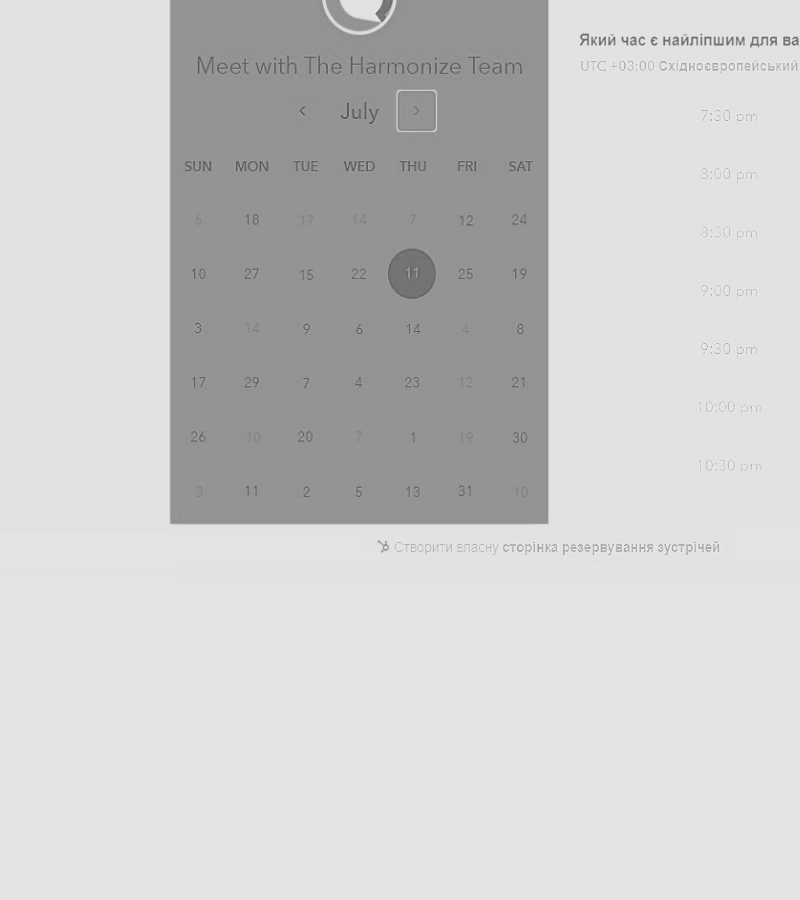 Meet with The Harmonize Team
July
SUN MON TUE WED THU FRI SAT
6 18 17 14 7 12 24
10 27 15 22 11 25 19
3 14 9 6 14 4 8
17 29 7 4 23 12 21
26 10 20 7 1 19 30
3 11 2 5 13 31 10
Який час є найліпшим для ва
UTC +03:00 Східноєвропейський
7:30 pm
8:00 pm
8:30 pm
9:00 pm
9:30 pm
10:00 pm
10:30 pm
Створити власну сторінка резервування зустрічей